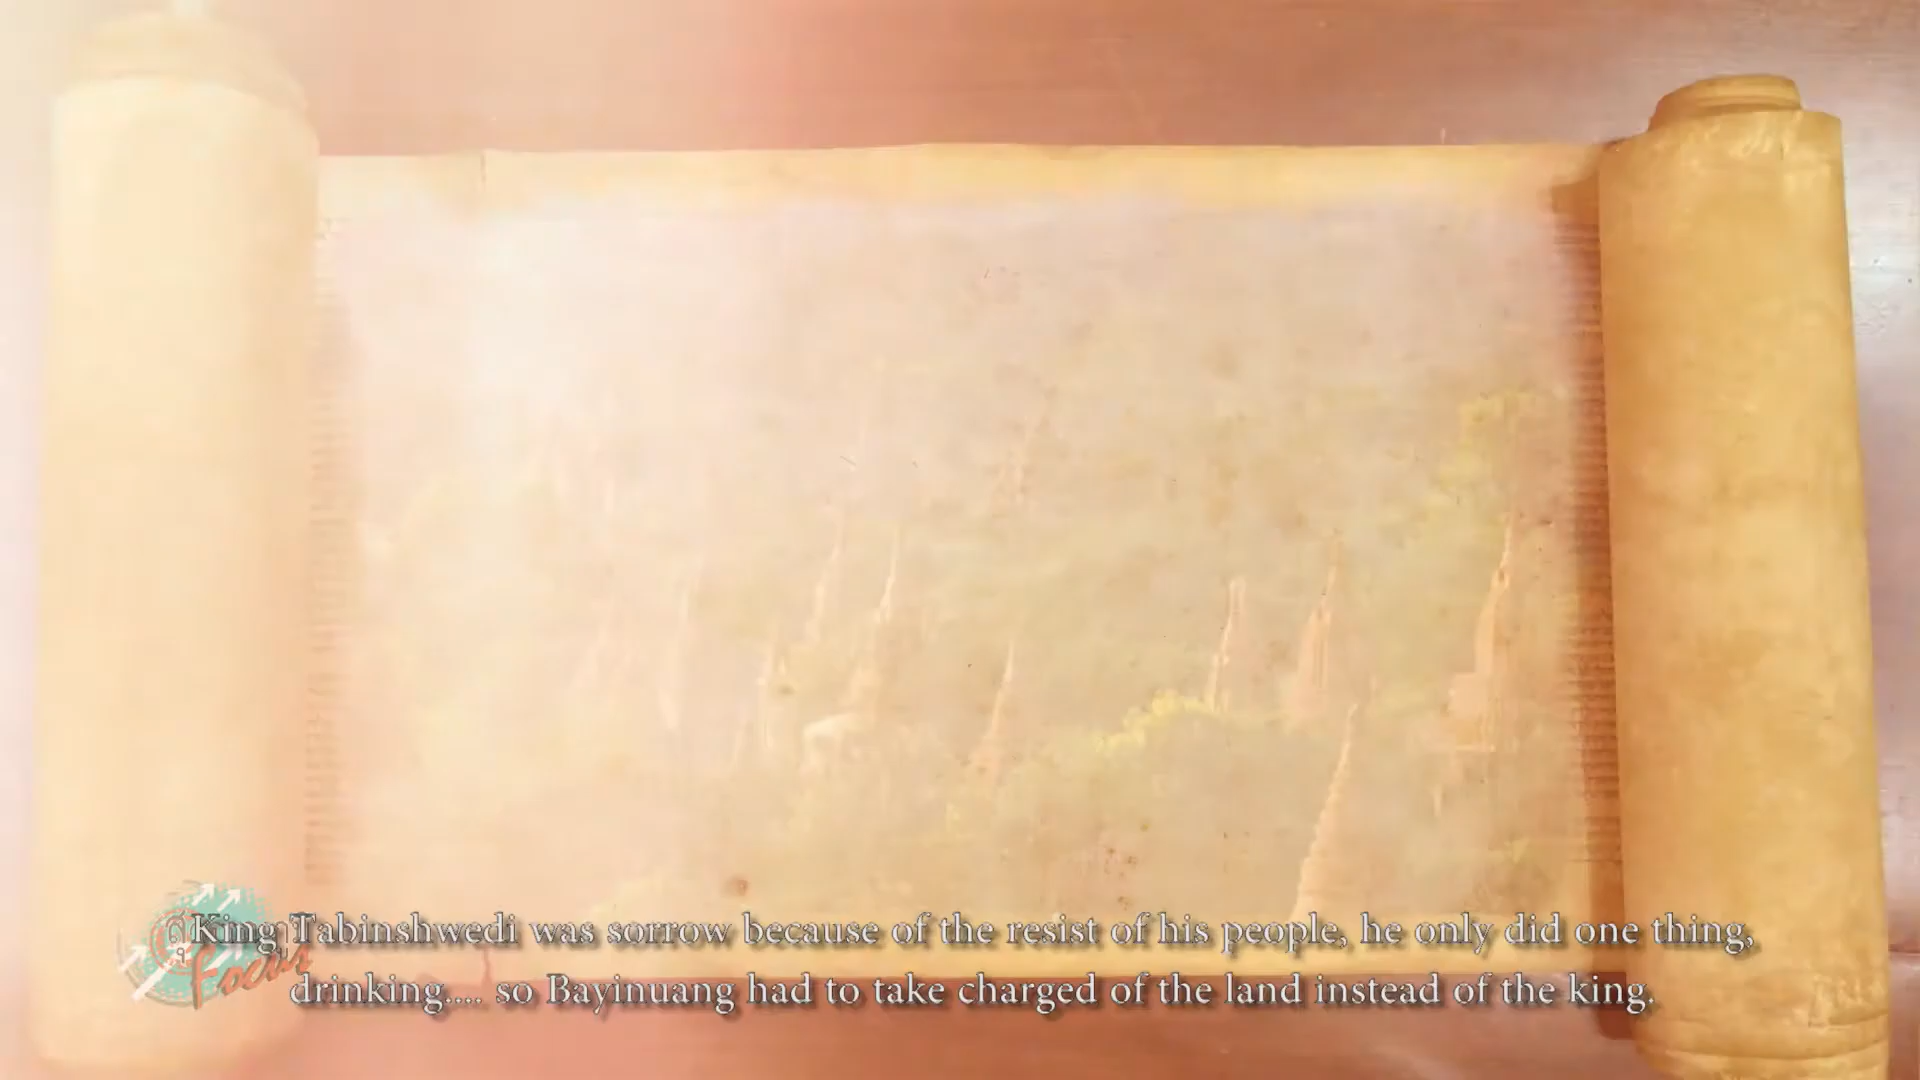 King Tabinshwedi was sorrow because of the resist of his people, he only did one thing,
drinking.... so Bayinuang had to take charged of the land instead of the king.
Focus